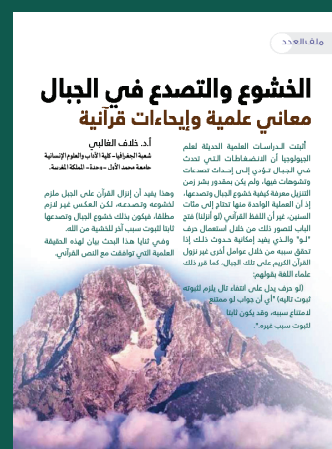 ملف العدد
الخشوع والتصدع في الجبال
معاني علمية وإيحاءات قرآنية
أ.د. خلاف الغالبي
شعبة الجغرافيا – كلية الآداب والعلوم الإنسانية
جامعة محمد الأول – وجدة – المملكة المغربية.
أثبتت الدراسات العلمية الحديثة لعلم
الجيولوجيا أن الانضغاطات التي تحدث
في الجبال تؤدي إلى إحداث تصدعات
وتشوهات فيها، ولم يكن بمقدور بشر زمن
التنزيل معرفة كيفية خشوع الجبال وتصدعها،
إذ أن العملية الواحدة منها تحتاج إلى مئات
السنين، غير أن اللفظ القرآني (لو أنزلنا) فتح
الباب لتصور ذلك من خلال استعمال حرف
"لو" والذي يفيد إمكانية حدوث ذلك إذا
تحقق سببه من خلال عوامل أخرى غير نزول
القرآن الكريم على تلك الجبال. كما قرر ذلك
علماء اللغة بقولهم:
(لو حرف يدل على انتفاء تال يلزم لثبوته
ثبوت تاليه) "أي أن جواب لو ممتنع
لامتناع سببه، وقد يكون ثابتا
لثبوت سبب غيره.".
وهذا يفيد أن إنزال القرآن على الجبل ملزم
لخشوعه وتصدعه، لكن العكس غير لازم
مطلقا، فيكون بذلك خشوع الجبال وتصدعها
ثابتا لثبوت سبب آخر للخشية من الله.
وفي ثنايا هذا البحث بيان لهذه الحقيقة
العلمية التي توافقت مع النص القرآني.